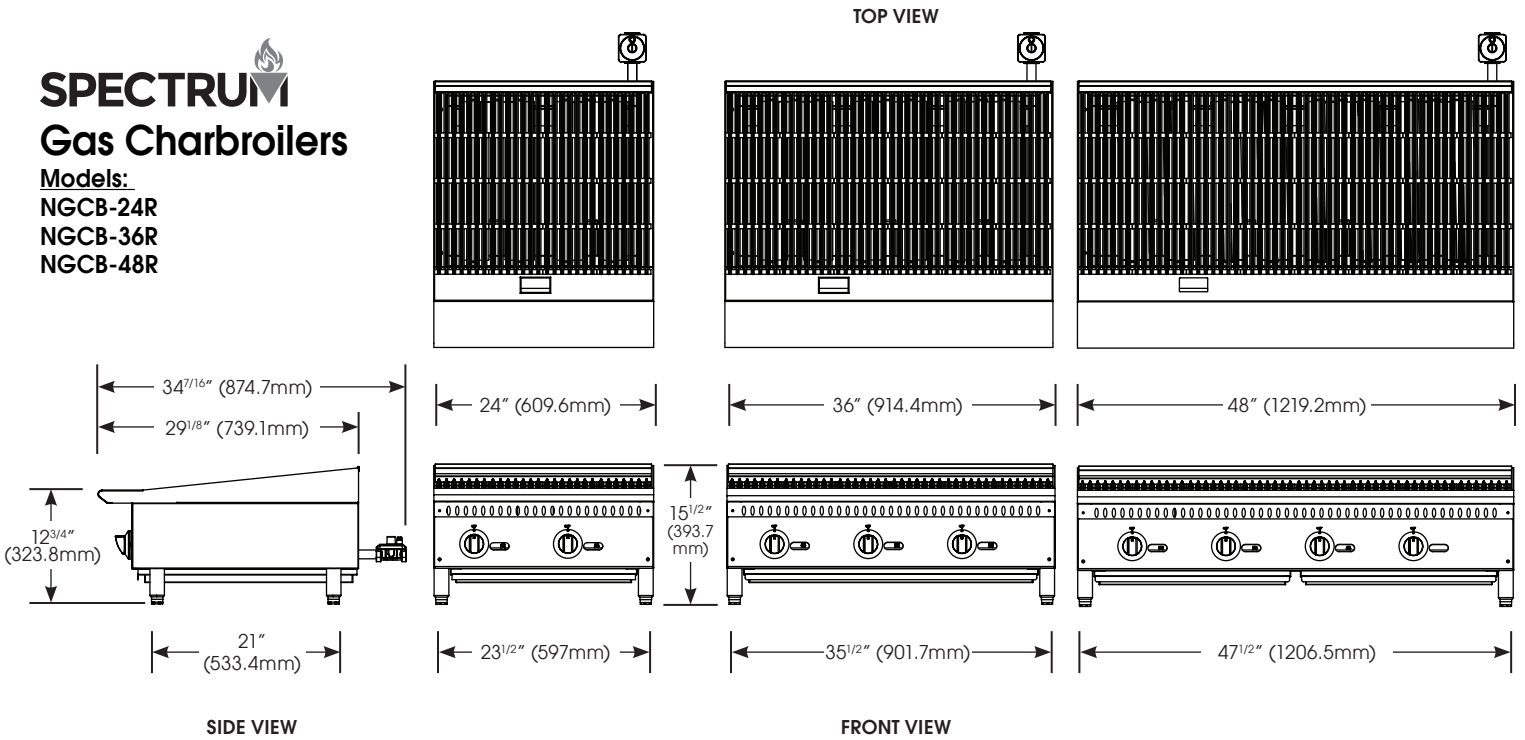 TOP VIEW
SPECTRUM
Gas Charbroilers
Models:
NGCB-24R
NGCB-36R
NGCB-48R
34 7/16" (874.7mm)
29 1/8" (739.1mm)
24" (609.6mm)
36" (914.4mm)
48" (1219.2mm)
12 3/4"
(323.8mm)
15 1/2"
(393.7
mm)
21"
(533.4mm)
23 1/2" (597mm)
35 1/2" (901.7mm)
47 1/2" (1206.5mm)
SIDE VIEW
FRONT VIEW